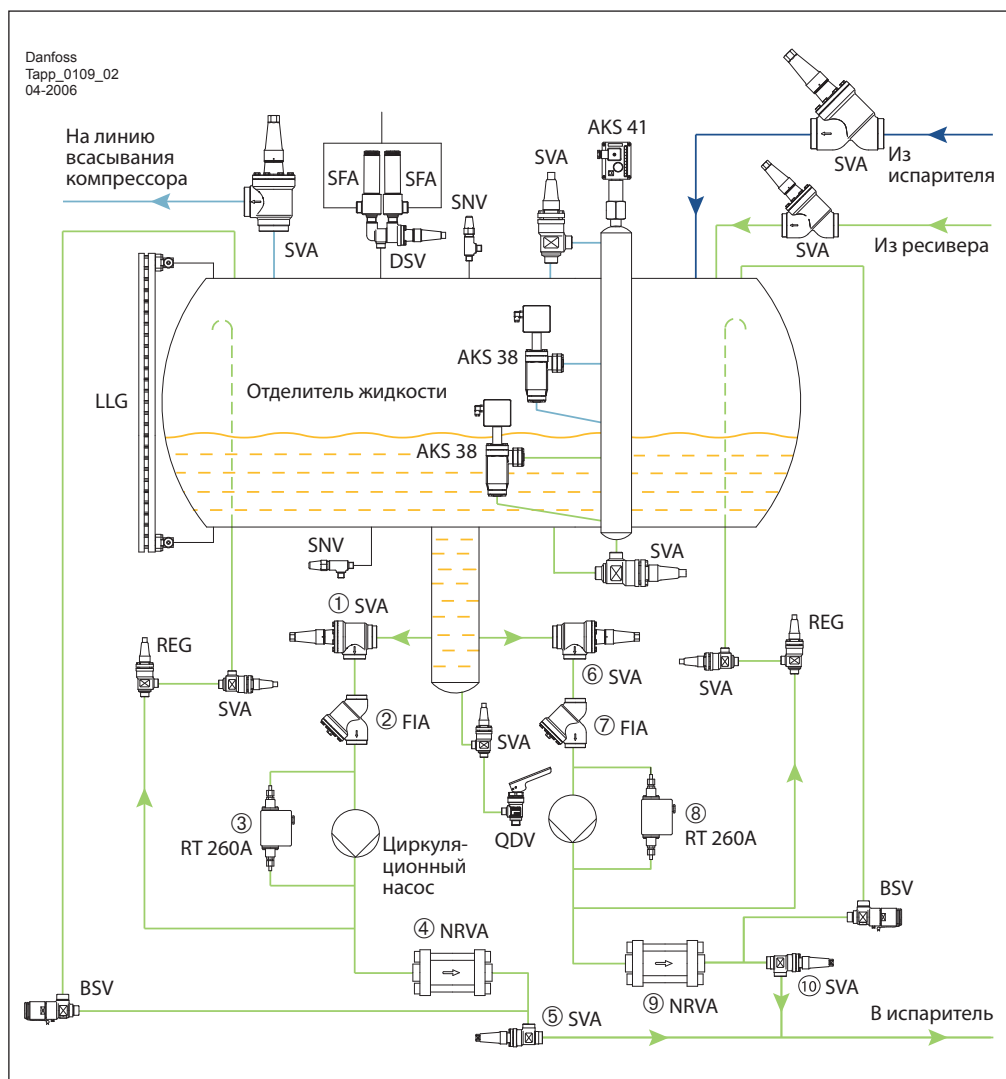 Danfoss
Tapp_0109_02
04-2006
На линию
всасывания
компрессора
SVA
SFA
SFA
DSV
SNV
SVA
AKS 41
SVA
Из
испарителя
SVA
Из ресивера
LLG
Отделитель жидкости
AKS 38
AKS 38
SNV
SVA
① SVA
⑥ SVA
REG
SVA
② FIA
SVA
⑦ FIA
SVA
REG
③
RT 260A
Циркуля-
ционный
насос
QDV
⑧
RT 260A
④ NRVA
BSV
⑨ NRVA
⑩ SVA
BSV
⑤ SVA
В испаритель